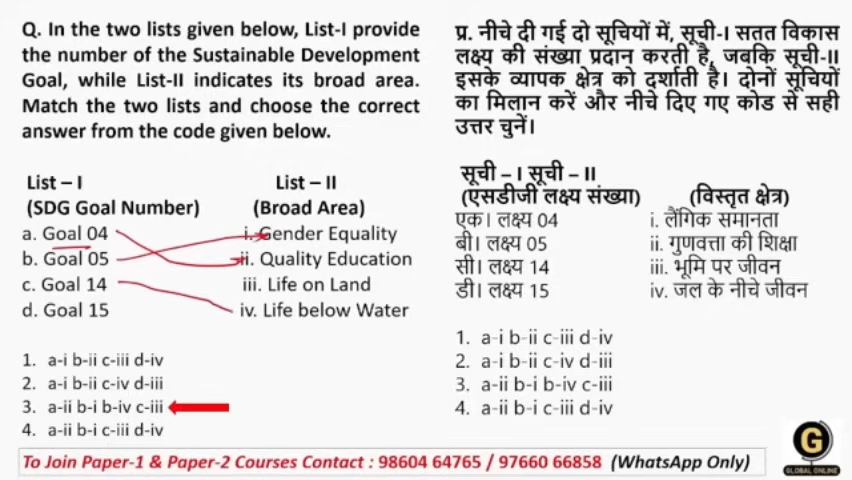 Q. In the two lists given below, List-I provide
the number of the Sustainable Development
Goal, while List-II indicates its broad area.
Match the two lists and choose the correct
answer from the code given below.
List – I List – II
(SDG Goal Number) (Broad Area)
a. Goal 04 i. Gender Equality
b. Goal 05 ii. Quality Education
c. Goal 14 iii. Life on Land
d. Goal 15 iv. Life below Water
1. a-i b-ii c-iii d-iv
2. a-i b-ii c-iv d-iii
3. a-ii b-i b-iv c-iii
4. a-ii b-i c-iii d-iv
प्र. नीचे दी गई दो सूचियों में, सूची-I सतत विकास
लक्ष्य की संख्या प्रदान करती है, जबकि सूची-II
इसके व्यापक क्षेत्र को दर्शाती है। दोनों सूचियों
का मिलान करें और नीचे दिए गए कोड से सही
उत्तर चुनें।
सूची – I सूची – II
(एसडीजी लक्ष्य संख्या) (विस्तृत क्षेत्र)
एक। लक्ष्य 04 i. लैंगिक समानता
बी। लक्ष्य 05 ii. गुणवत्ता की शिक्षा
सी। लक्ष्य 14 iii. भूमि पर जीवन
डी। लक्ष्य 15 iv. जल के नीचे जीवन
1. a-i b-ii c-iii d-iv
2. a-i b-ii c-iv d-iii
3. a-ii b-i b-iv c-iii
4. a-ii b-i c-iii d-iv
G
GLOBAL ONLINE
To Join Paper-1 & Paper-2 Courses Contact : 98604 64765 / 97660 66858 (WhatsApp Only)